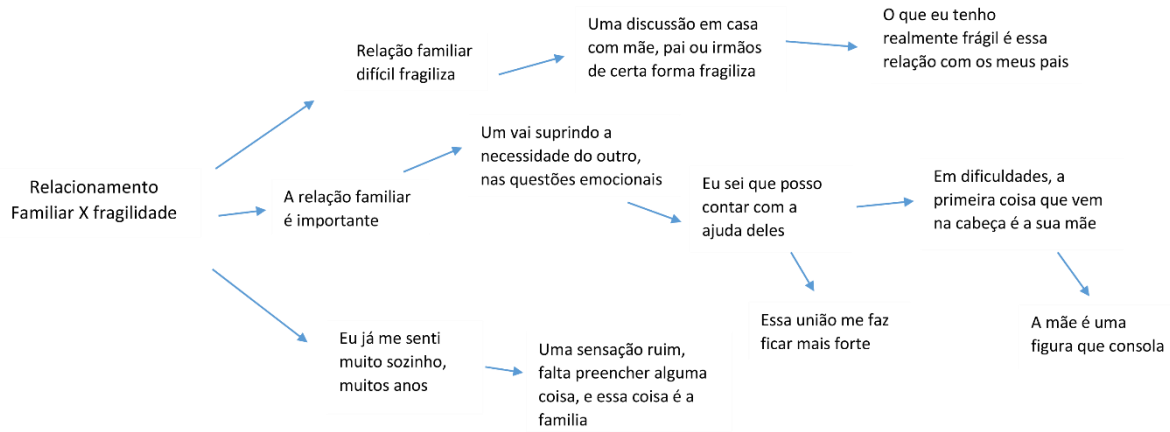 Relacionamento
Familiar X fragilidade
Relação familiar
difícil fragiliza
Uma discussão em casa
com mãe, pai ou irmãos
de certa forma fragiliza
O que eu tenho
realmente frágil é essa
relação com os meus pais
A relação familiar
é importante
Um vai suprindo a
necessidade do outro,
nas questões emocionais
Eu sei que posso
contar com a
ajuda deles
Em dificuldades, a
primeira coisa que vem
na cabeça é a sua mãe
Essa união me faz
ficar mais forte
A mãe é uma
figura que consola
Eu já me senti
muito sozinho,
muitos anos
Uma sensação ruim,
falta preencher alguma
coisa, e essa coisa é a
familia